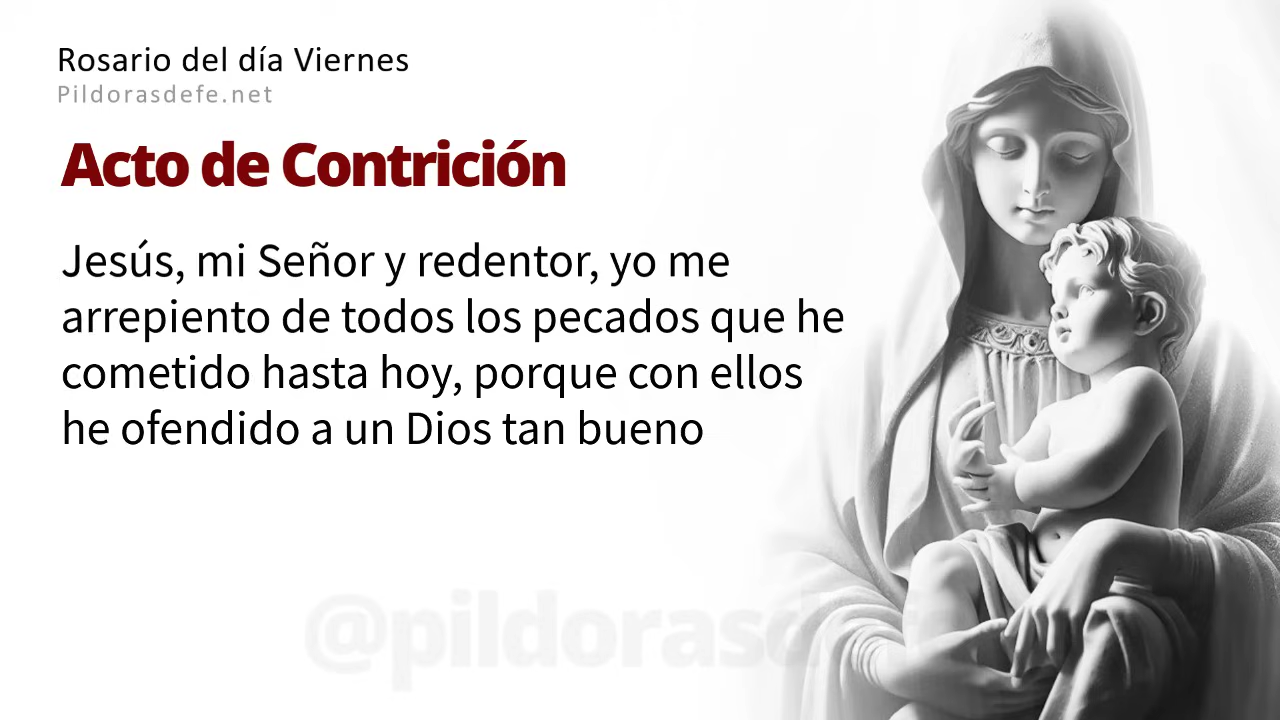 Rosario del día Viernes
Pildorasdefe.net
Acto de Contrición
Jesús, mi Señor y redentor, yo me
arrepiento de todos los pecados que he
cometido hasta hoy, porque con ellos
he ofendido a un Dios tan bueno